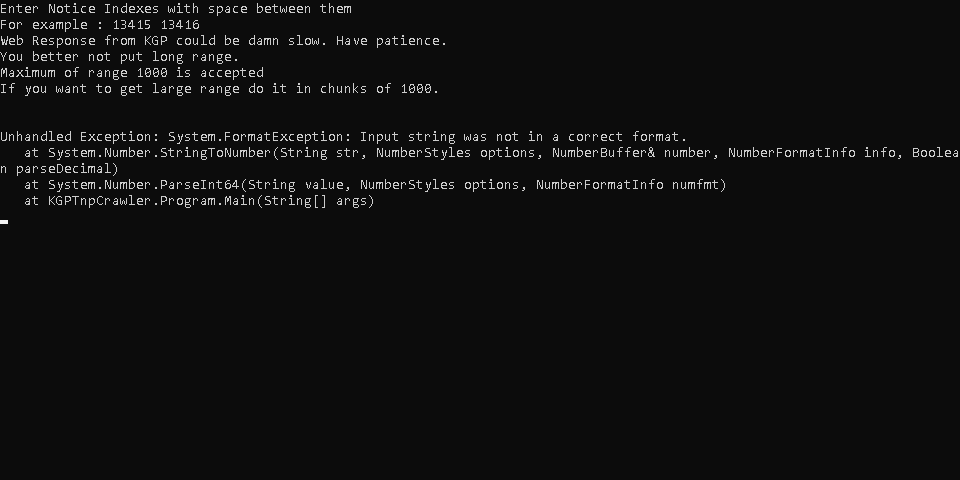 Enter Notice Indexes with space between them
For example : 13415 13416
Web Response from KGP could be damn slow. Have patience.
You better not put long range.
Maximum of range 1000 is accepted
If you want to get large range do it in chunks of 1000.
Unhandled Exception: System.FormatException: Input string was not in a correct format.
   at System.Number.StringToNumber(String str, NumberStyles options, NumberBuffer& number, NumberFormatInfo info, Boolea
n parseDecimal)
   at System.Number.ParseInt64(String value, NumberStyles options, NumberFormatInfo numfmt)
   at KGPTnpCrawler.Program.Main(String[] args)